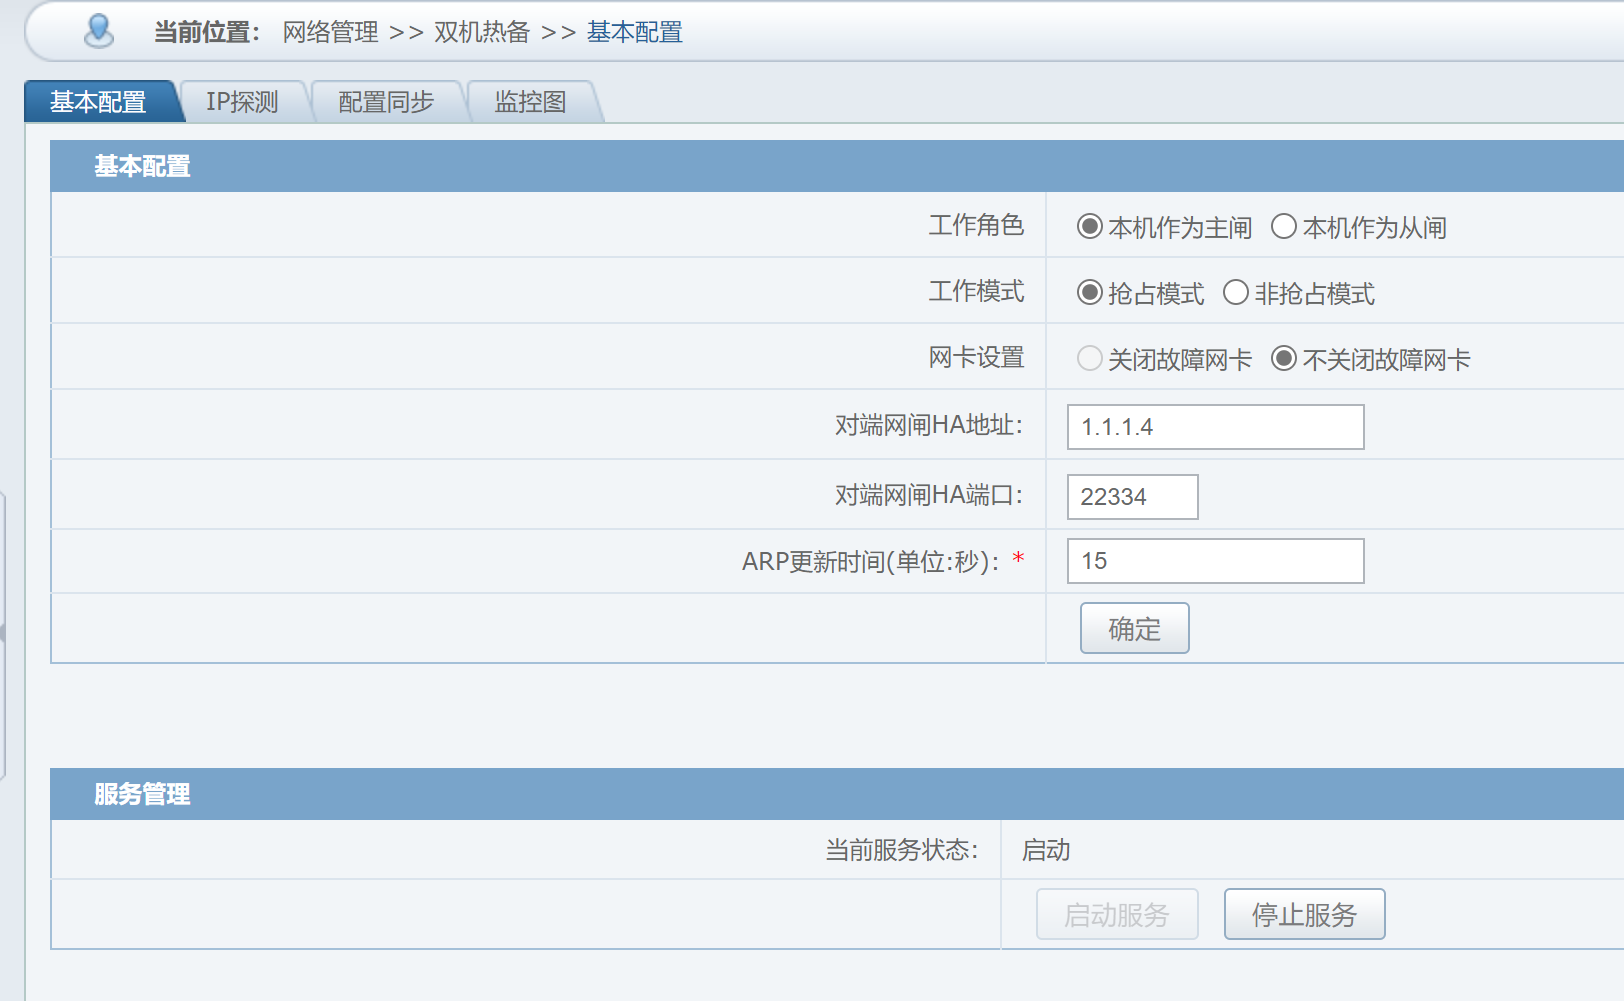 当前位置： 网络管理 >> 双机热备 >> 基本配置
基本配置 IP探测 配置同步 监控图
基本配置
工作角色 本机作为主闸 本机作为从闸
工作模式 抢占模式 非抢占模式
网卡设置 关闭故障网卡 不关闭故障网卡
对端网闸HA地址： 1.1.1.4
对端网闸HA端口： 22334
ARP更新时间(单位:秒)： * 15
确定
服务管理
当前服务状态： 启动
启动服务 停止服务